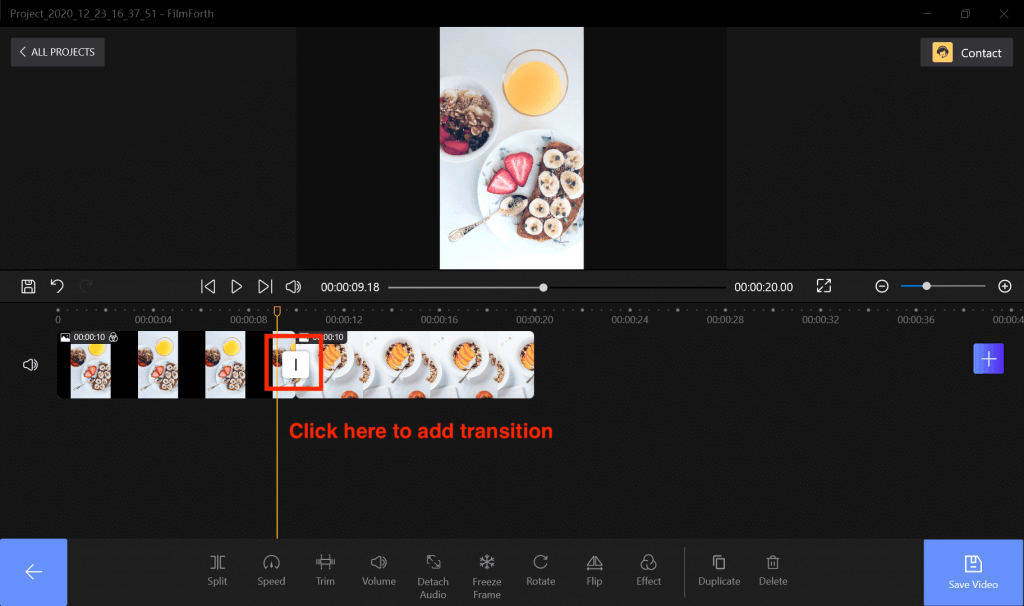 Project_2020_12_23_16_37_51 - FilmForth
ALL PROJECTS
Contact
00:00:09.18
00:00:20.00
0
00:00:04
00:00:08
00:00:12
00:00:16
00:00:20
00:00:24
00:00:28
00:00:32
00:00:36
00:00:4
00:00:10
00:00:10
Click here to add transition
Split
Speed
Trim
Volume
Detach
Audio
Freeze
Frame
Rotate
Flip
Effect
Duplicate
Delete
Save Video